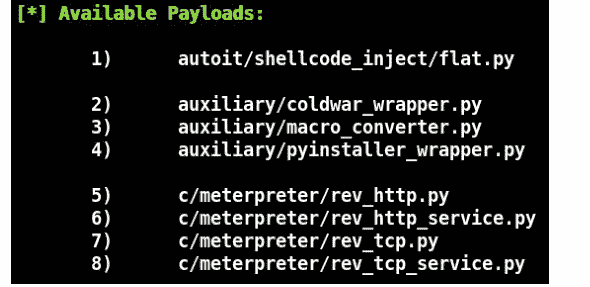 [*] Available Payloads:
1) autoit/shellcode_inject/flat.py
2) auxiliary/coldwar_wrapper.py
3) auxiliary/macro_converter.py
4) auxiliary/pyinstaller_wrapper.py
5) c/meterpreter/rev_http.py
6) c/meterpreter/rev_http_service.py
7) c/meterpreter/rev_tcp.py
8) c/meterpreter/rev_tcp_service.py